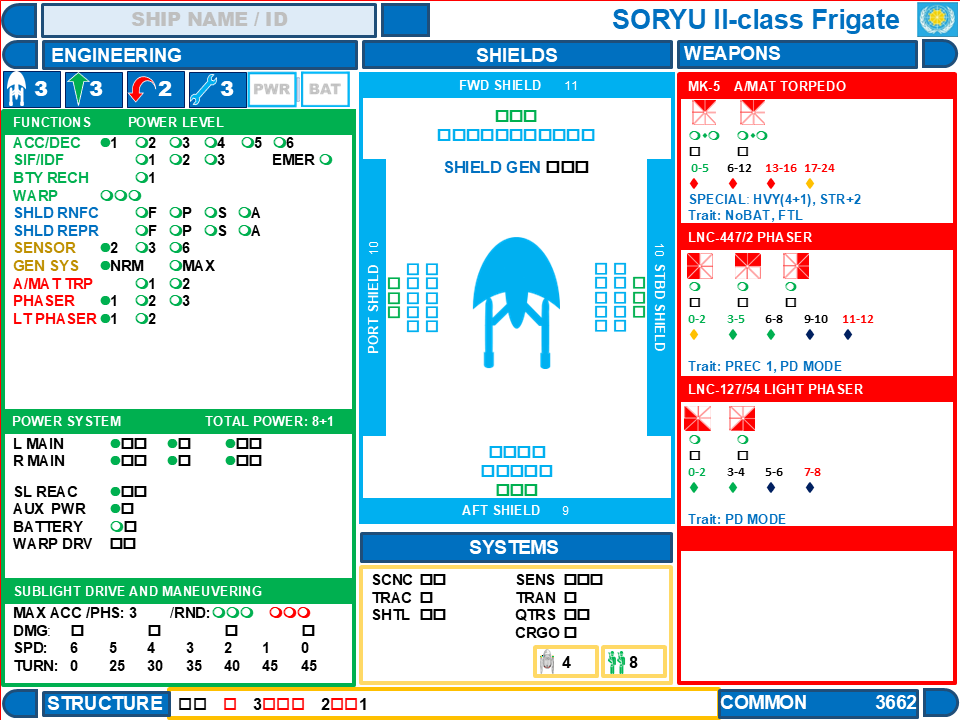 SHIP NAME / ID
SORYU II-class Frigate
ENGINEERING
SHIELDS
WEAPONS
3 3 2 3 PWR BAT
FUNCTIONS POWER LEVEL
ACC/DEC 1 2 3 4 5 6
SIF/IDF 1 2 3 EMER
BTY RECH 1
WARP
SHLD RNFC F P S A
SHLD REPR F P S A
SENSOR 2 3 6
GEN SYS NRM MAX
A/MAT TRP 1 2
PHASER 1 2 3
LT PHASER 1 2
POWER SYSTEM TOTAL POWER: 8+1
L MAIN
R MAIN
SL REAC
AUX PWR
BATTERY
WARP DRV
SUBLIGHT DRIVE AND MANUVERING
MAX ACC /PHS: 3 /RND:
DMG:
SPD: 6 5 4 3 2 1 0
TURN: 0 25 30 35 40 45 45
FWD SHIELD 11
SHIELD GEN
PORT SHIELD 10
10 STBD SHIELD
AFT SHIELD 9
SYSTEMS
SCNC SENS
TRAC TRAN
SHTL QTRS
CRGO
4 8
MK-5 A/MAT TORPEDO
0-5 6-12 13-16 17-24
SPECIAL: HVY(4+1), STR+2
Trait: NoBAT, FTL
LNC-447/2 PHASER
0-2 3-5 6-8 9-10 11-12
Trait: PREC 1, PD MODE
LNC-127/54 LIGHT PHASER
0-2 3-4 5-6 7-8
Trait: PD MODE
STRUCTURE 3 2 1
COMMON 3662